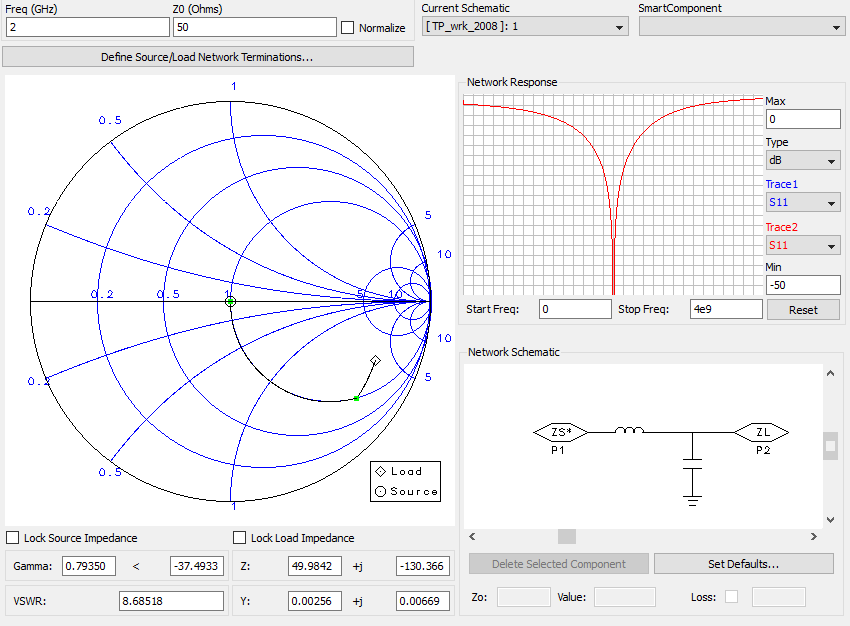 Freq (GHz) Z0 (Ohms) Current Schematic SmartComponent
2 50 Normalize [ TP_wrk_2008 ]: 1
Define Source/Load Network Terminations...
Network Response
1
0.5
0.2
5
10
0.2 0.5 1 5 10
10
5
0.2
0.5
1
Load
Source
Max
0
Type
dB
Trace1
S11
Trace2
S11
Min
-50
Start Freq: 0 Stop Freq: 4e9 Reset
Network Schematic
ZS* ZL
P1 P2
Lock Source Impedance Lock Load Impedance
Gamma: 0.79350 < -37.4933 Z: 49.9842 +j -130.366
VSWR: 8.68518 Y: 0.00256 +j 0.00669
Delete Selected Component Set Defaults...
Zo: Value: Loss: